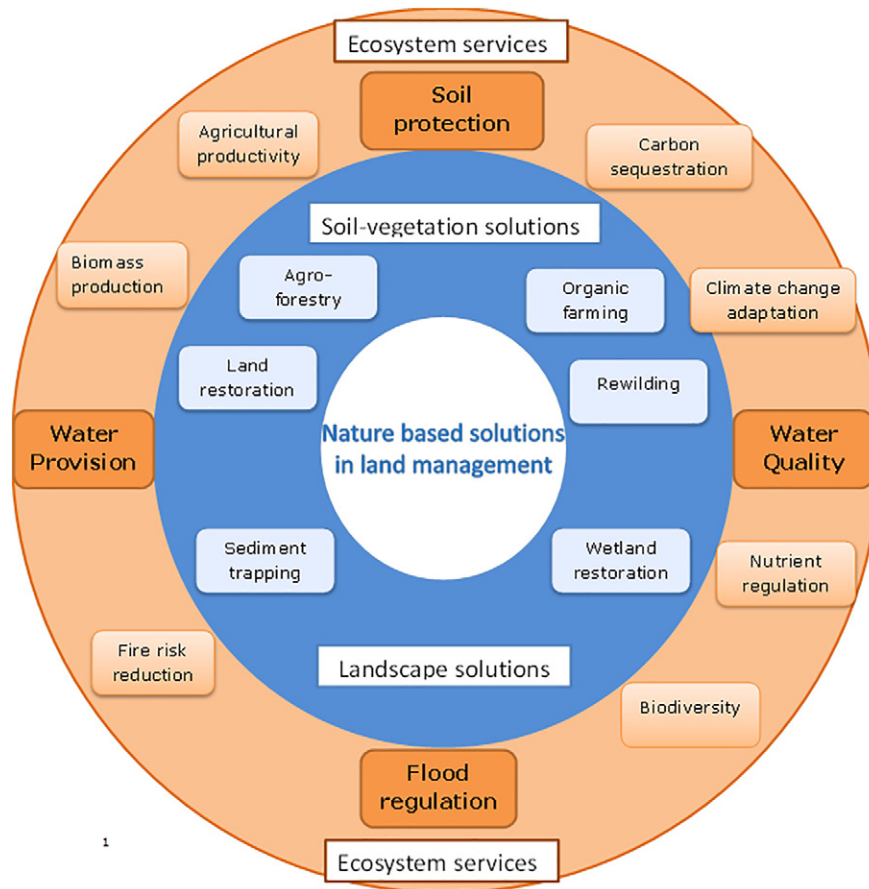 Ecosystem services
Soil
protection
Agricultural
productivity
Carbon
sequestration
Soil-vegetation solutions
Biomass
production
Agro-
forestry
Organic
farming
Climate change
adaptation
Land
restoration
Rewilding
Water
Provision
Nature based solutions
in land management
Water
Quality
Sediment
trapping
Wetland
restoration
Nutrient
regulation
Fire risk
reduction
Landscape solutions
Biodiversity
Flood
regulation
1
Ecosystem services